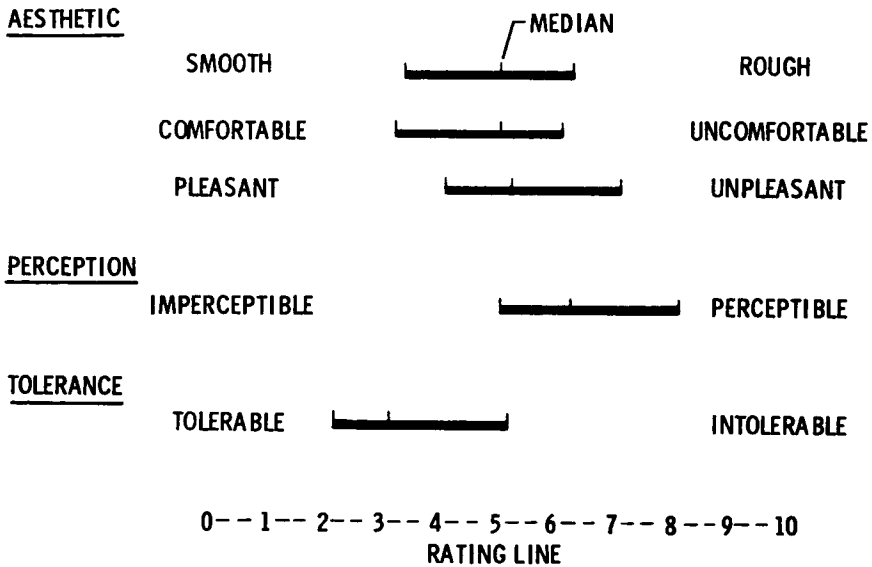 AESTHETIC
MEDIAN
SMOOTH ROUGH
COMFORTABLE UNCOMFORTABLE
PLEASANT UNPLEASANT
PERCEPTION
IMPERCEPTIBLE PERCEPTIBLE
TOLERANCE
TOLERABLE INTOLERABLE
0--1--2--3--4--5--6--7--8--9--10
RATING LINE